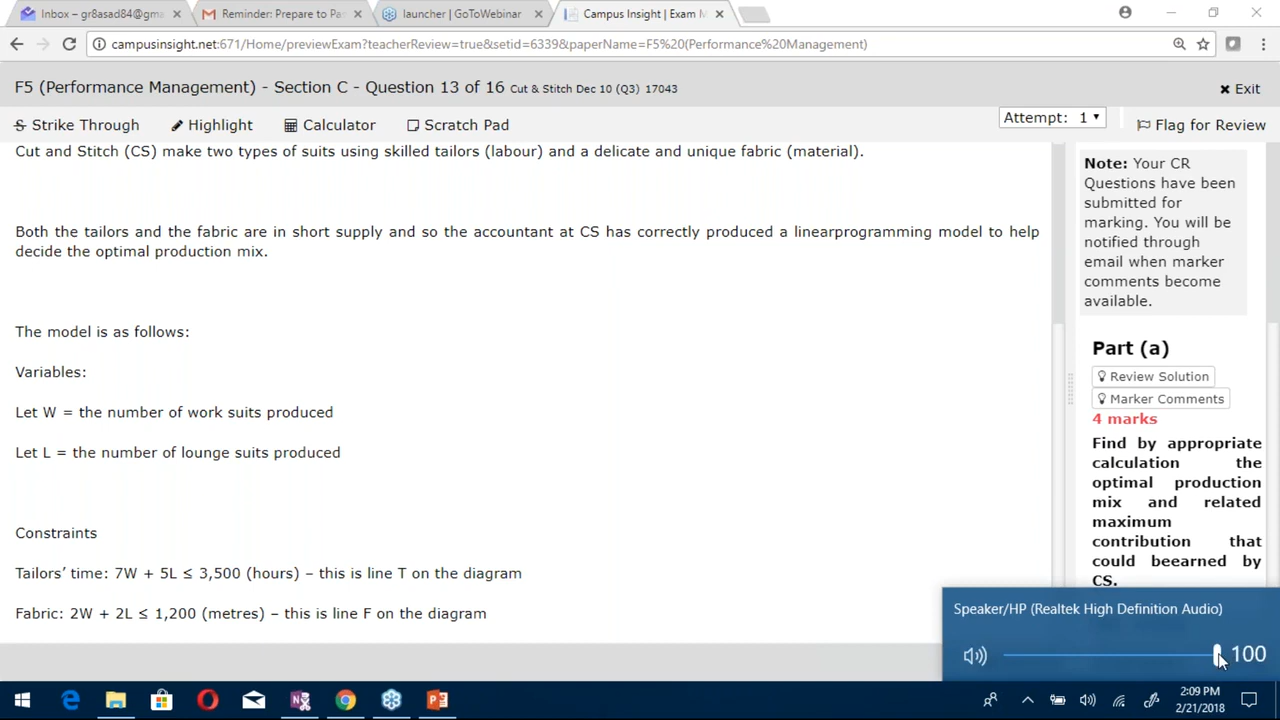 Inbox – gr8asad84@gma
Reminder: Prepare to Pa
launcher | GoToWebinar
Campus Insight | Exam M
campusinsight.net:671/Home/previewExam?teacherReview=true&setid=6339&paperName=F5%20(Performance%20Management)
F5 (Performance Management) - Section C - Question 13 of 16 Cut & Stitch Dec 10 (Q3) 17043
Exit
Strike Through
Highlight
Calculator
Scratch Pad
Attempt: 1
Flag for Review
Cut and Stitch (CS) make two types of suits using skilled tailors (labour) and a delicate and unique fabric (material).
Both the tailors and the fabric are in short supply and so the accountant at CS has correctly produced a linearprogramming model to help
decide the optimal production mix.
The model is as follows:
Variables:
Let W = the number of work suits produced
Let L = the number of lounge suits produced
Constraints
Tailors’ time: 7W + 5L ≤ 3,500 (hours) – this is line T on the diagram
Fabric: 2W + 2L ≤ 1,200 (metres) – this is line F on the diagram
Note: Your CR
Questions have been
submitted for
marking. You will be
notified through
email when marker
comments become
available.
Part (a)
Review Solution
Marker Comments
4 marks
Find by appropriate
calculation the
optimal production
mix and related
maximum
contribution that
could beearned by
CS.
Speaker/HP (Realtek High Definition Audio)
100
2:09 PM
2/21/2018